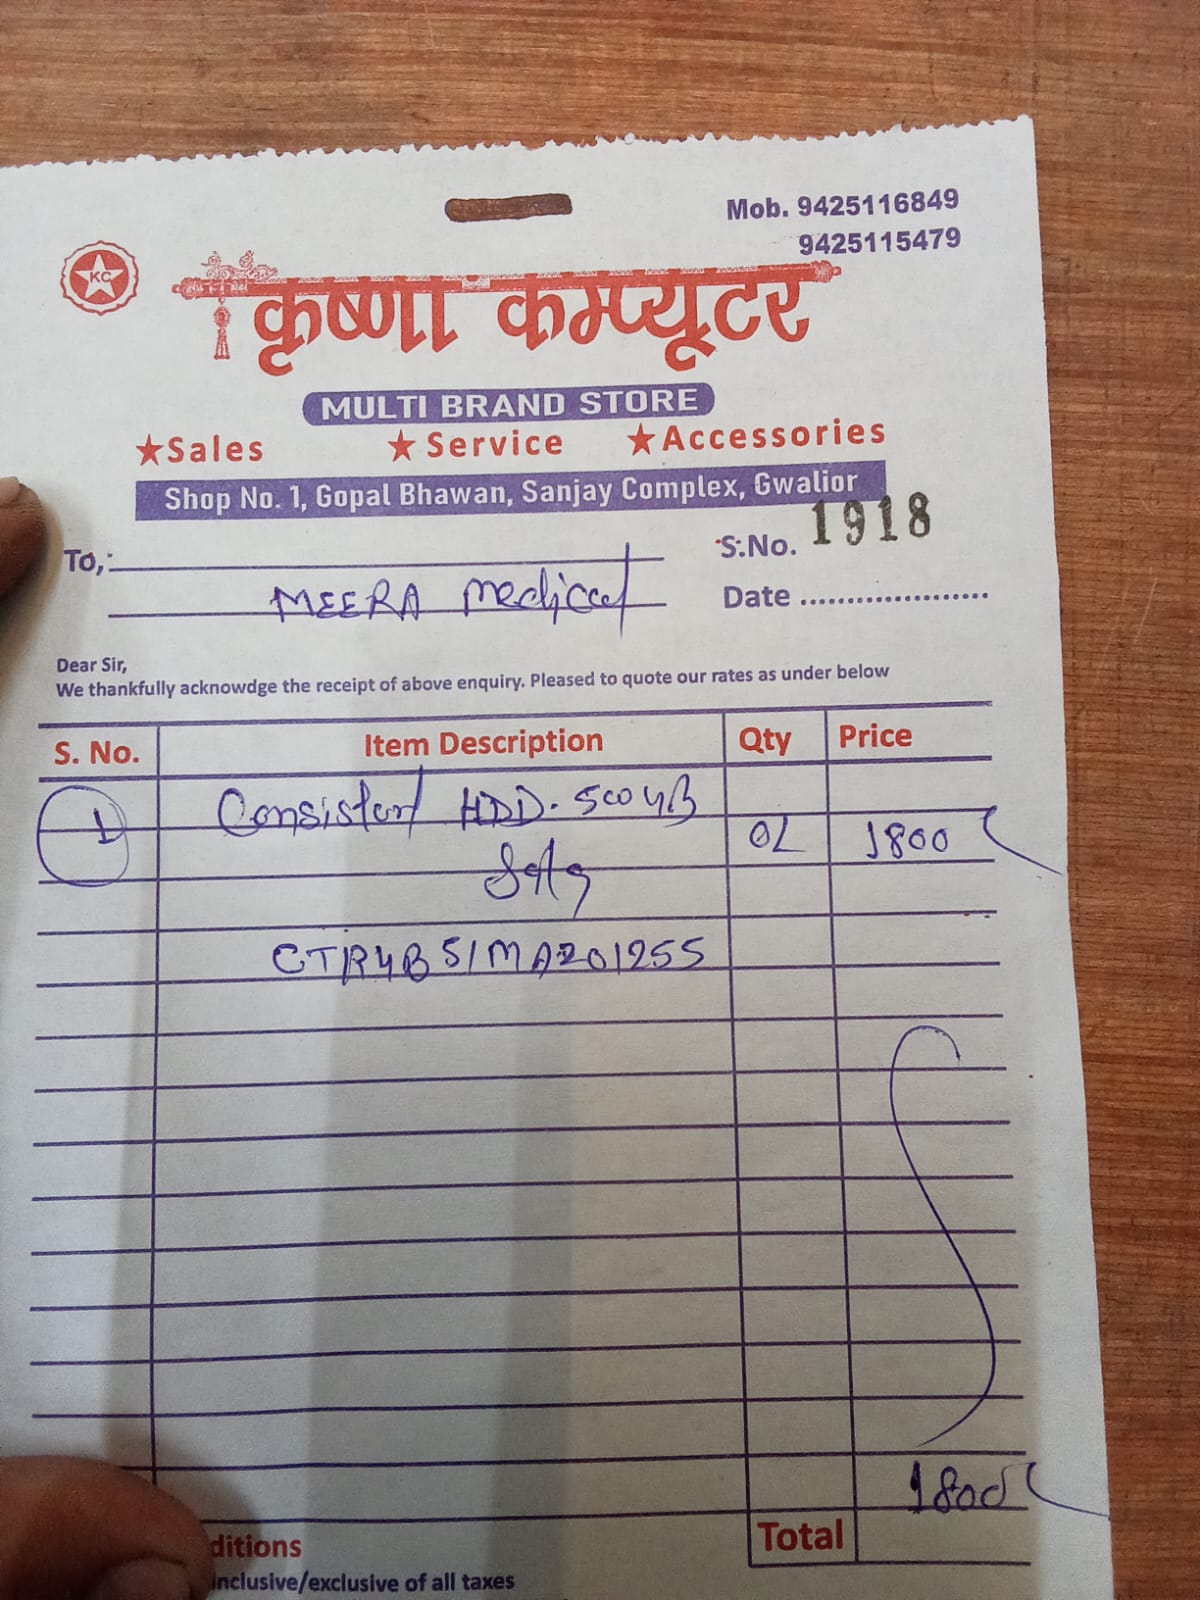 Mob. 9425116849
9425115479
KC
कृष्णा कम्प्यूटर
MULTI BRAND STORE
★Sales ★ Service ★Accessories
Shop No. 1, Gopal Bhawan, Sanjay Complex, Gwalior
S.No. 1918
To,:
MEERA Medical
Date ......................
Dear Sir,
We thankfully acknowdge the receipt of above enquiry. Pleased to quote our rates as under below
S. No. Item Description Qty Price
1 Consistent HDD. 500GB
01 1800
CTR4B51MA201255
1800
Total
ditions
inclusive/exclusive of all taxes